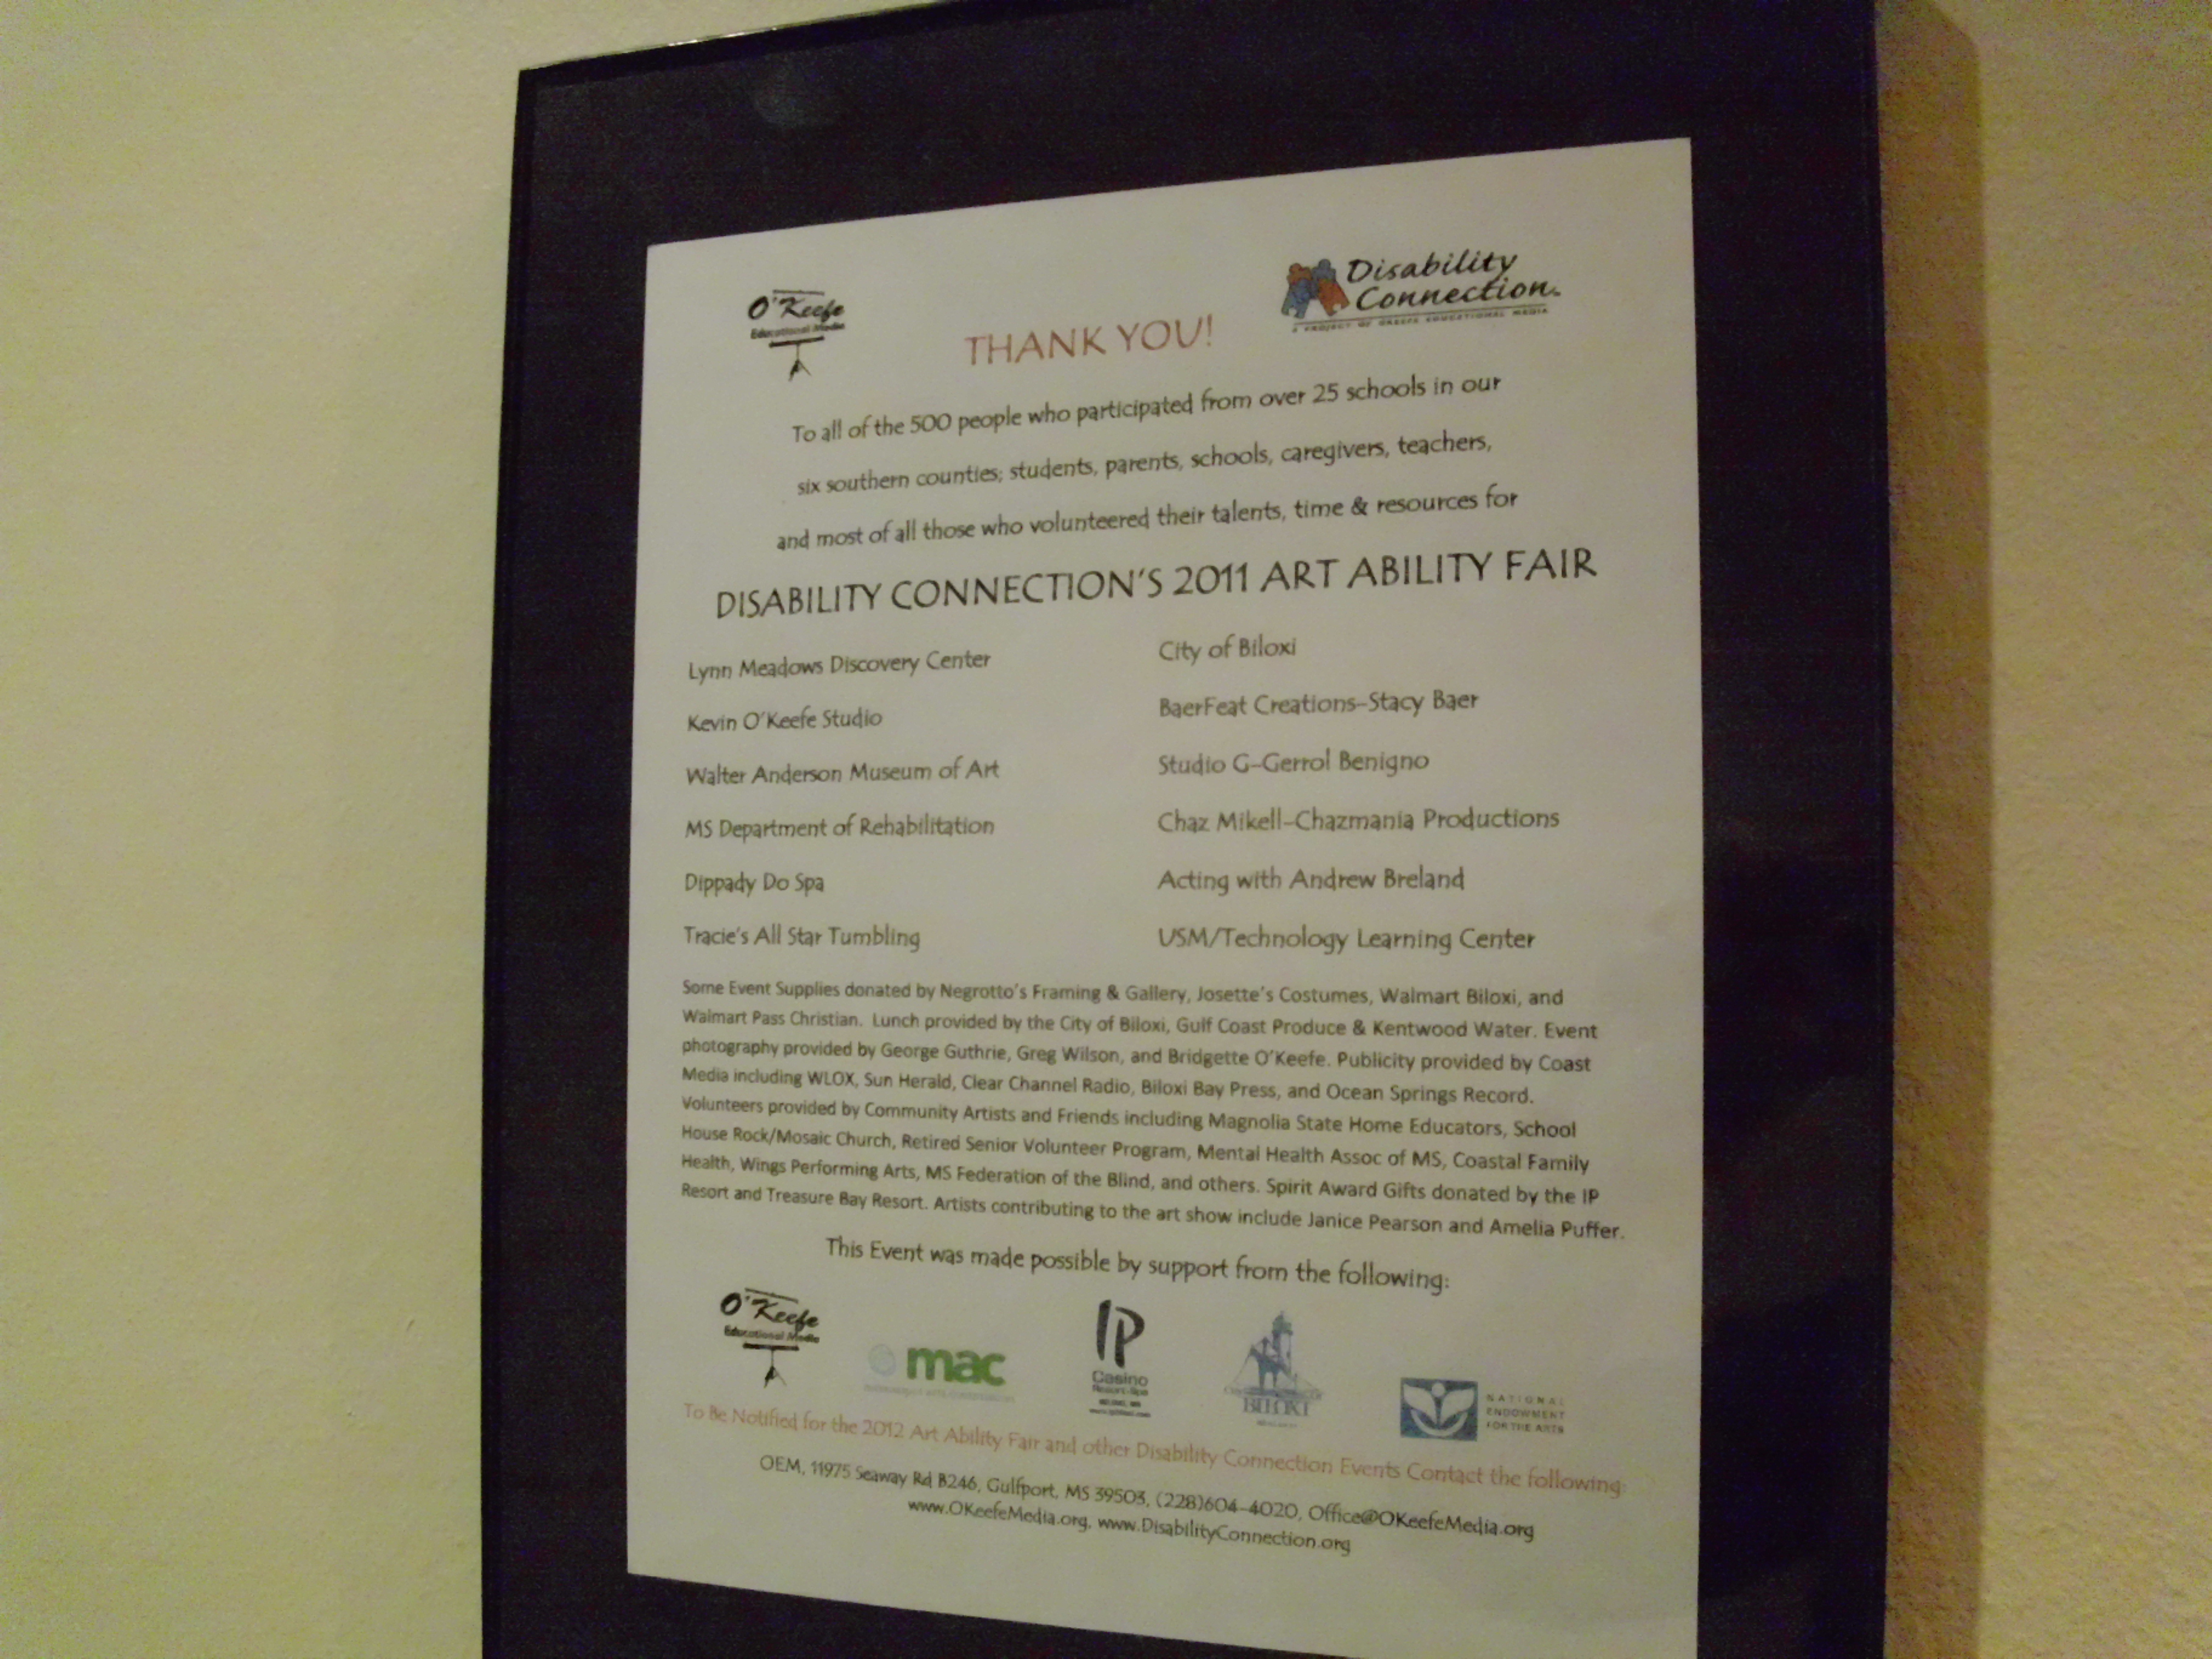 O'Keefe
Educational Media
Disability
Connection
A PROJECT OF OKEEFE EDUCATIONAL MEDIA
THANK YOU!
To all of the 500 people who participated from over 25 schools in our
six southern counties; students, parents, schools, caregivers, teachers,
and most of all those who volunteered their talents, time & resources for
DISABILITY CONNECTION'S 2011 ART ABILITY FAIR
Lynn Meadows Discovery Center
Kevin O'Keefe Studio
Walter Anderson Museum of Art
MS Department of Rehabilitation
Dippady Do Spa
Tracie's All Star Tumbling
City of Biloxi
BaerFeat Creations-Stacy Baer
Studio G-Gerrol Benigno
Chaz Mikell-Chazmania Productions
Acting with Andrew Breland
USM/Technology Learning Center
Some Event Supplies donated by Negrotto's Framing & Gallery, Josette's Costumes, Walmart Biloxi, and
Walmart Pass Christian. Lunch provided by the City of Biloxi, Gulf Coast Produce & Kentwood Water. Event
photography provided by George Guthrie, Greg Wilson, and Bridgette O'Keefe. Publicity provided by Coast
Media including WLOX, Sun Herald, Clear Channel Radio, Biloxi Bay Press, and Ocean Springs Record.
Volunteers provided by Community Artists and Friends including Magnolia State Home Educators, School
House Rock/Mosaic Church, Retired Senior Volunteer Program, Mental Health Assoc of MS, Coastal Family
Health, Wings Performing Arts, MS Federation of the Blind, and others. Spirit Award Gifts donated by the IP
Resort and Treasure Bay Resort. Artists contributing to the art show include Janice Pearson and Amelia Puffer.
This Event was made possible by support from the following:
O'Keefe
Educational Media
mac
IP
Casino
Resort-Spa
BILOXI
NATIONAL
ENDOWMENT
FOR THE ARTS
To Be Notified for the 2012 Art Ability Fair and other Disability Connection Events Contact the following:
OEM, 11975 Seaway Rd B246, Gulfport, MS 39503, (228)604-4020, Office@OKeefeMedia.org
www.OKeefeMedia.org, www.DisabilityConnection.org